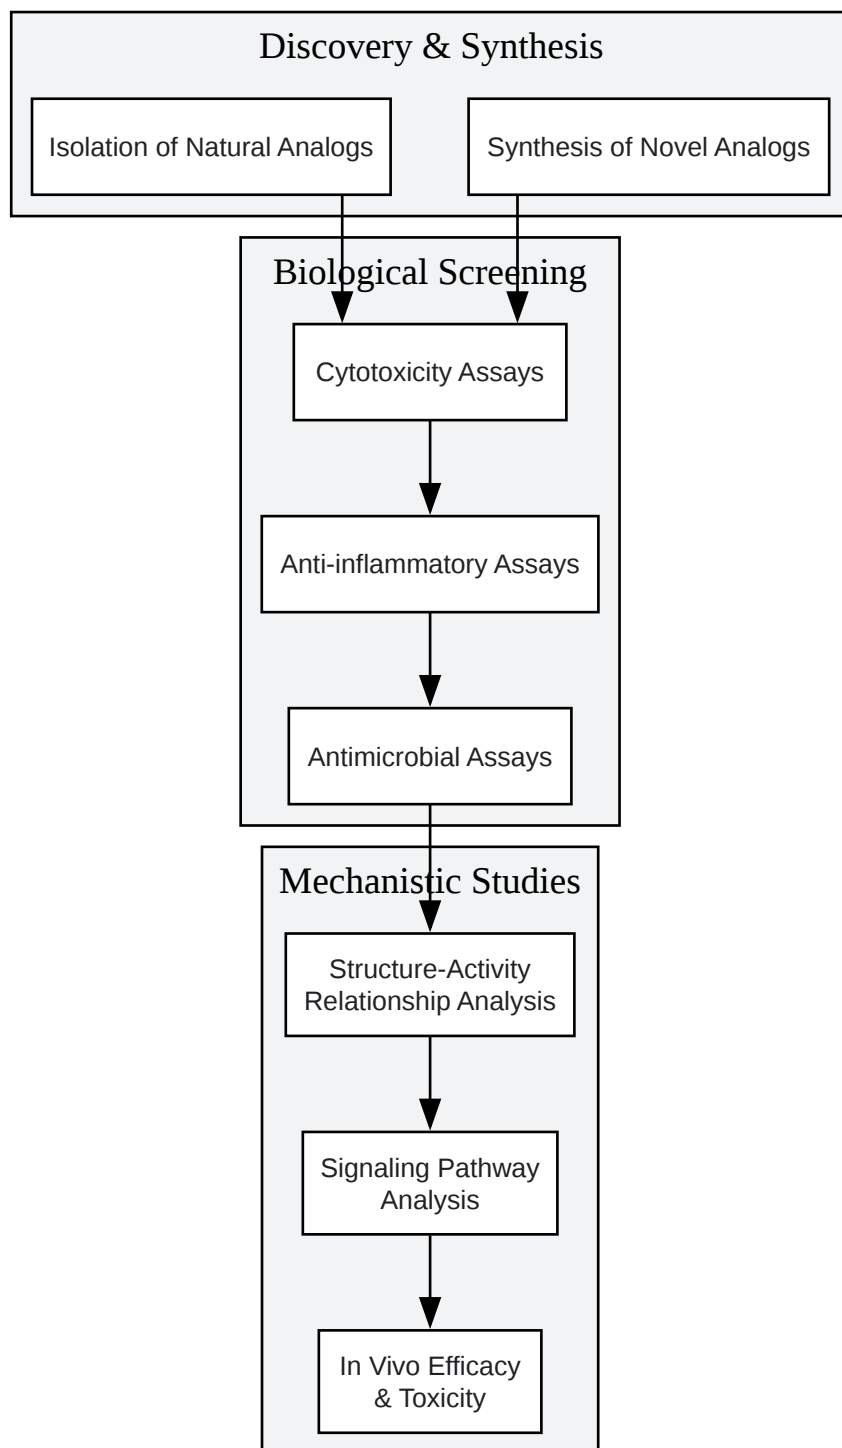 Discovery & Synthesis
Isolation of Natural Analogs
Synthesis of Novel Analogs
Biological Screening
Cytotoxicity Assays
Anti-inflammatory Assays
Antimicrobial Assays
Mechanistic Studies
Structure-Activity
Relationship Analysis
Signaling Pathway
Analysis
In Vivo Efficacy
& Toxicity